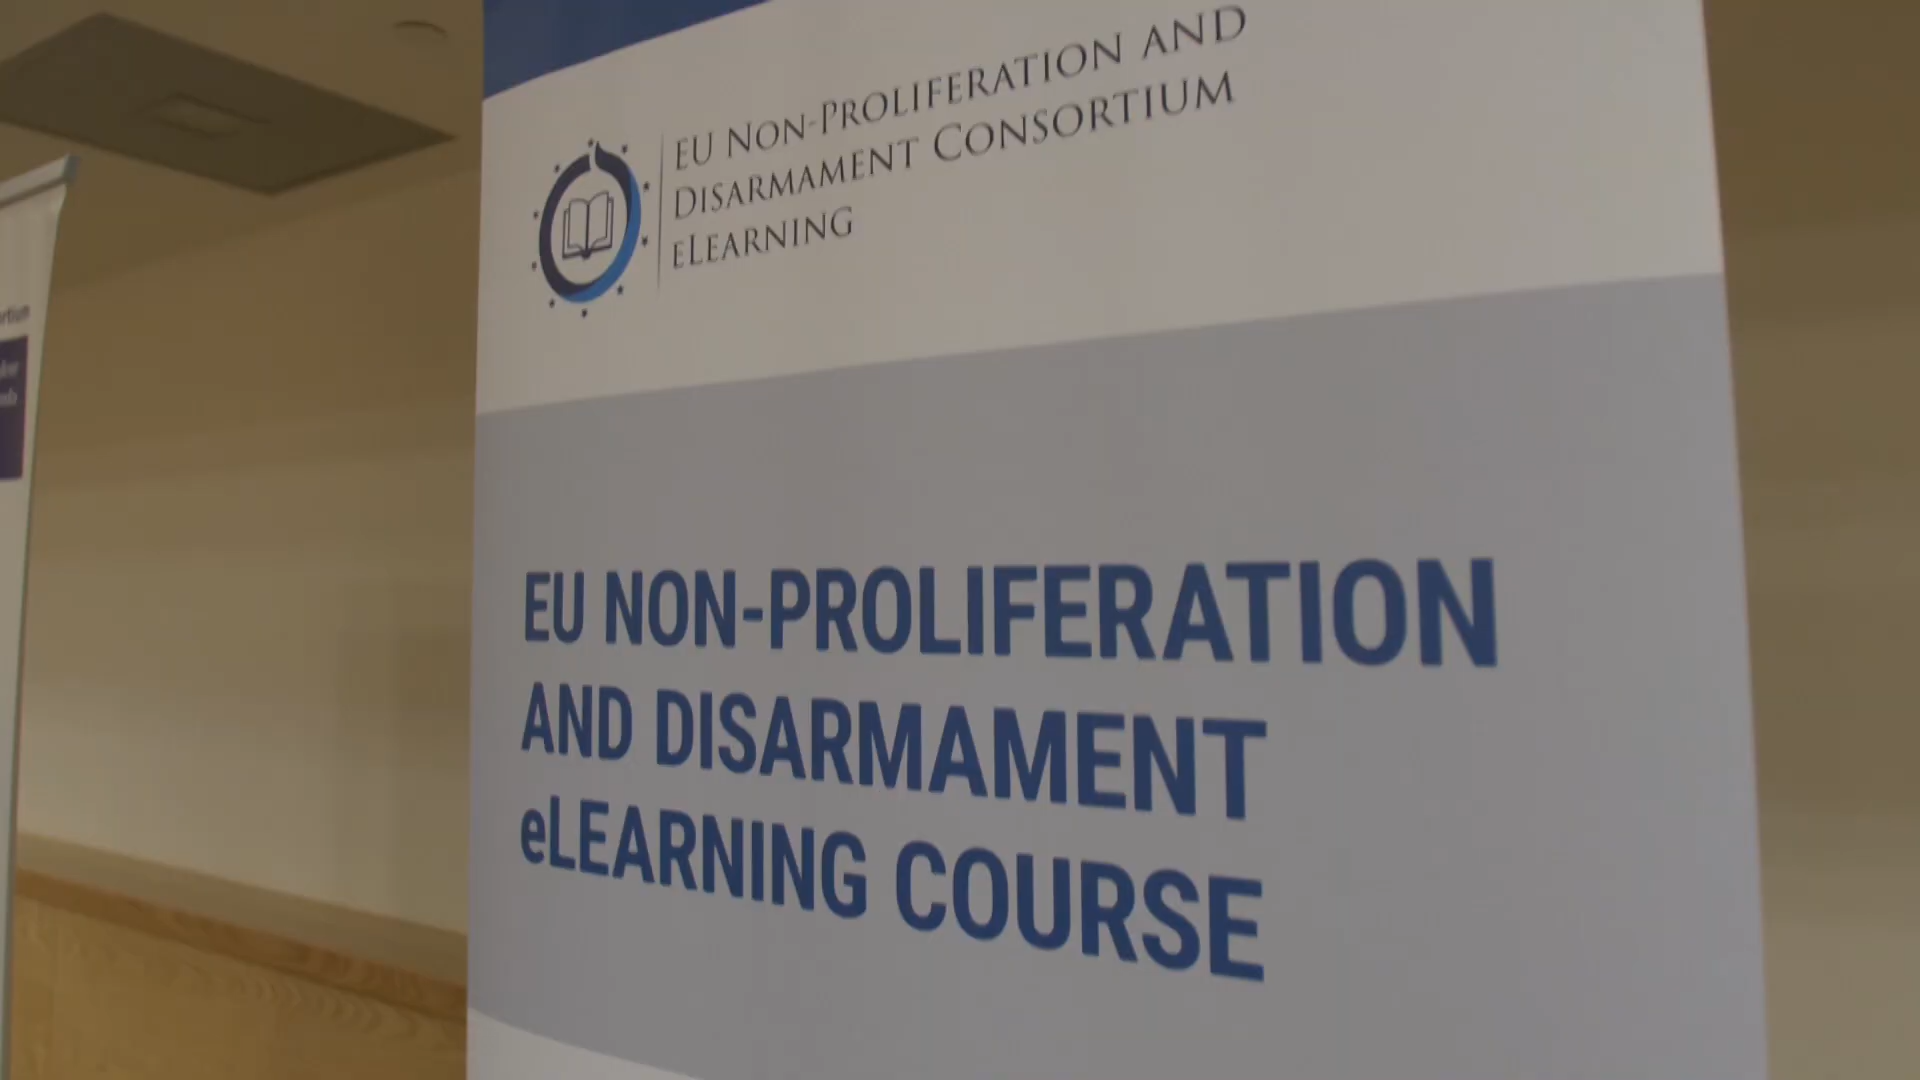 EU NON-PROLIFERATION AND
DISARMAMENT CONSORTIUM
eLEARNING
EU NON-PROLIFERATION
AND DISARMAMENT
eLEARNING COURSE